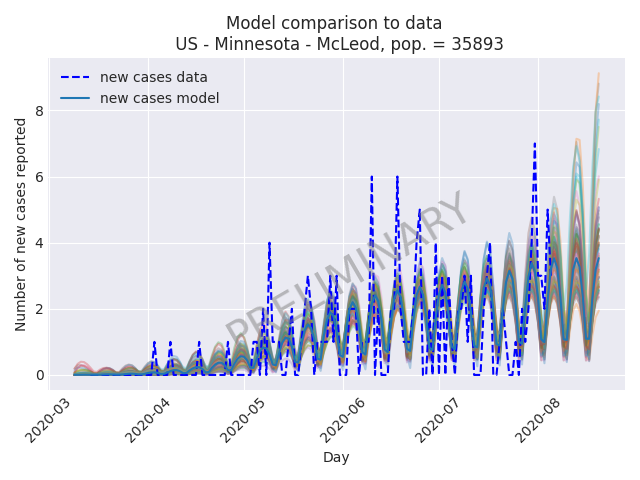 Model comparison to data
US - Minnesota - McLeod, pop. = 35893
new cases data
new cases model
Number of new cases reported
8
6
4
2
0
PRELIMINARY
2020-03
2020-04
2020-05
2020-06
2020-07
2020-08
Day